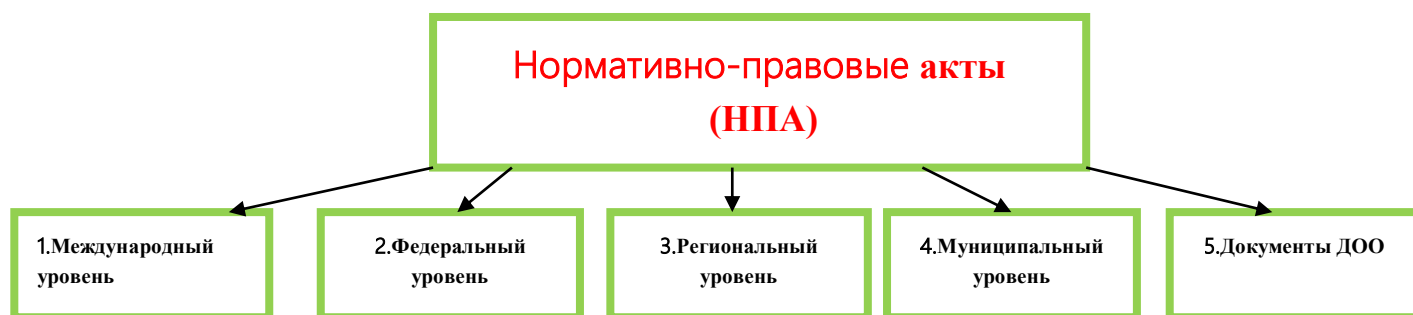 Нормативно-правовые акты
(НПА)
1.Международный
уровень
2.Федеральный
уровень
3.Региональный
уровень
4.Муниципальный
уровень
5.Документы ДОО